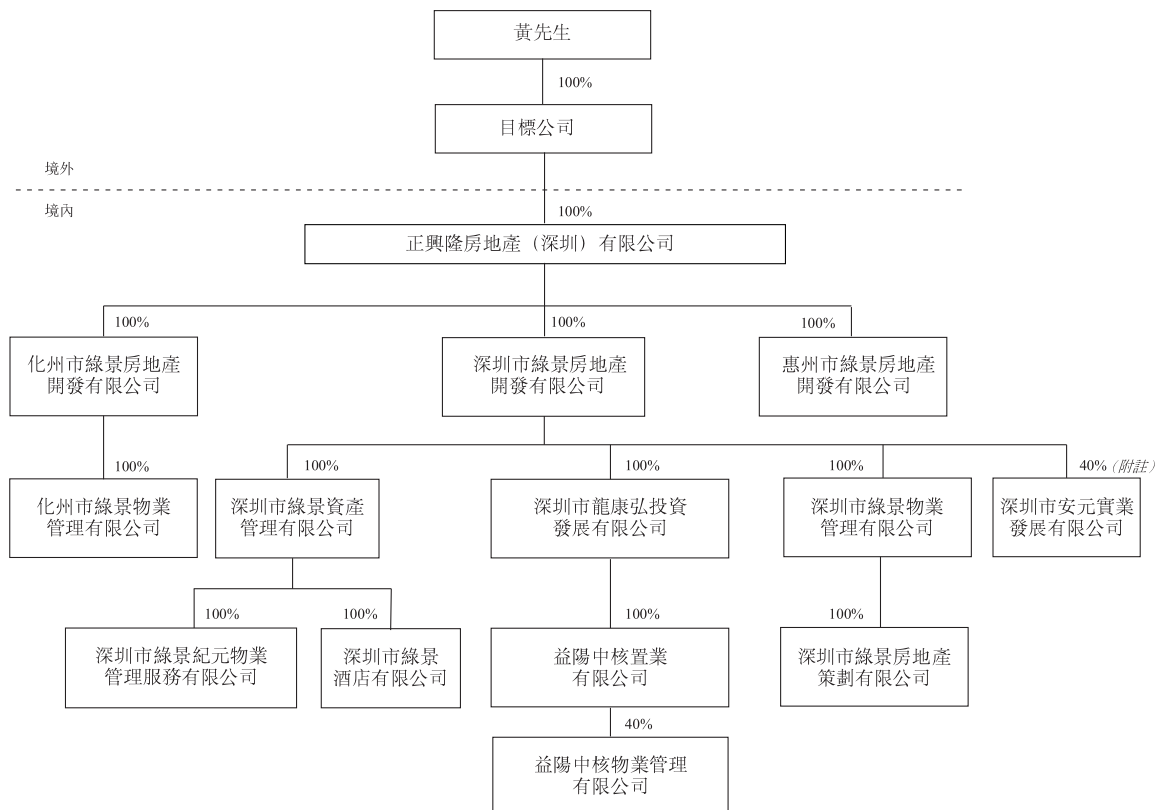 黃先生
100%
目標公司
境外
境內
100%
正興隆房地產（深圳）有限公司
100%
100%
100%
化州市綠景房地產
開發有限公司
深圳市綠景房地產
開發有限公司
惠州市綠景房地產
開發有限公司
100%
100%
100%
100%
40%（附註）
化州市綠景物業
管理有限公司
深圳市綠景資產
管理有限公司
深圳市龍康弘投資
發展有限公司
深圳市綠景物業
管理有限公司
深圳市安元實業
發展有限公司
100%
100%
100%
100%
深圳市綠景紀元物業
管理服務有限公司
深圳市綠景
酒店有限公司
益陽中核置業
有限公司
深圳市綠景房地產
策劃有限公司
40%
益陽中核物業管理
有限公司